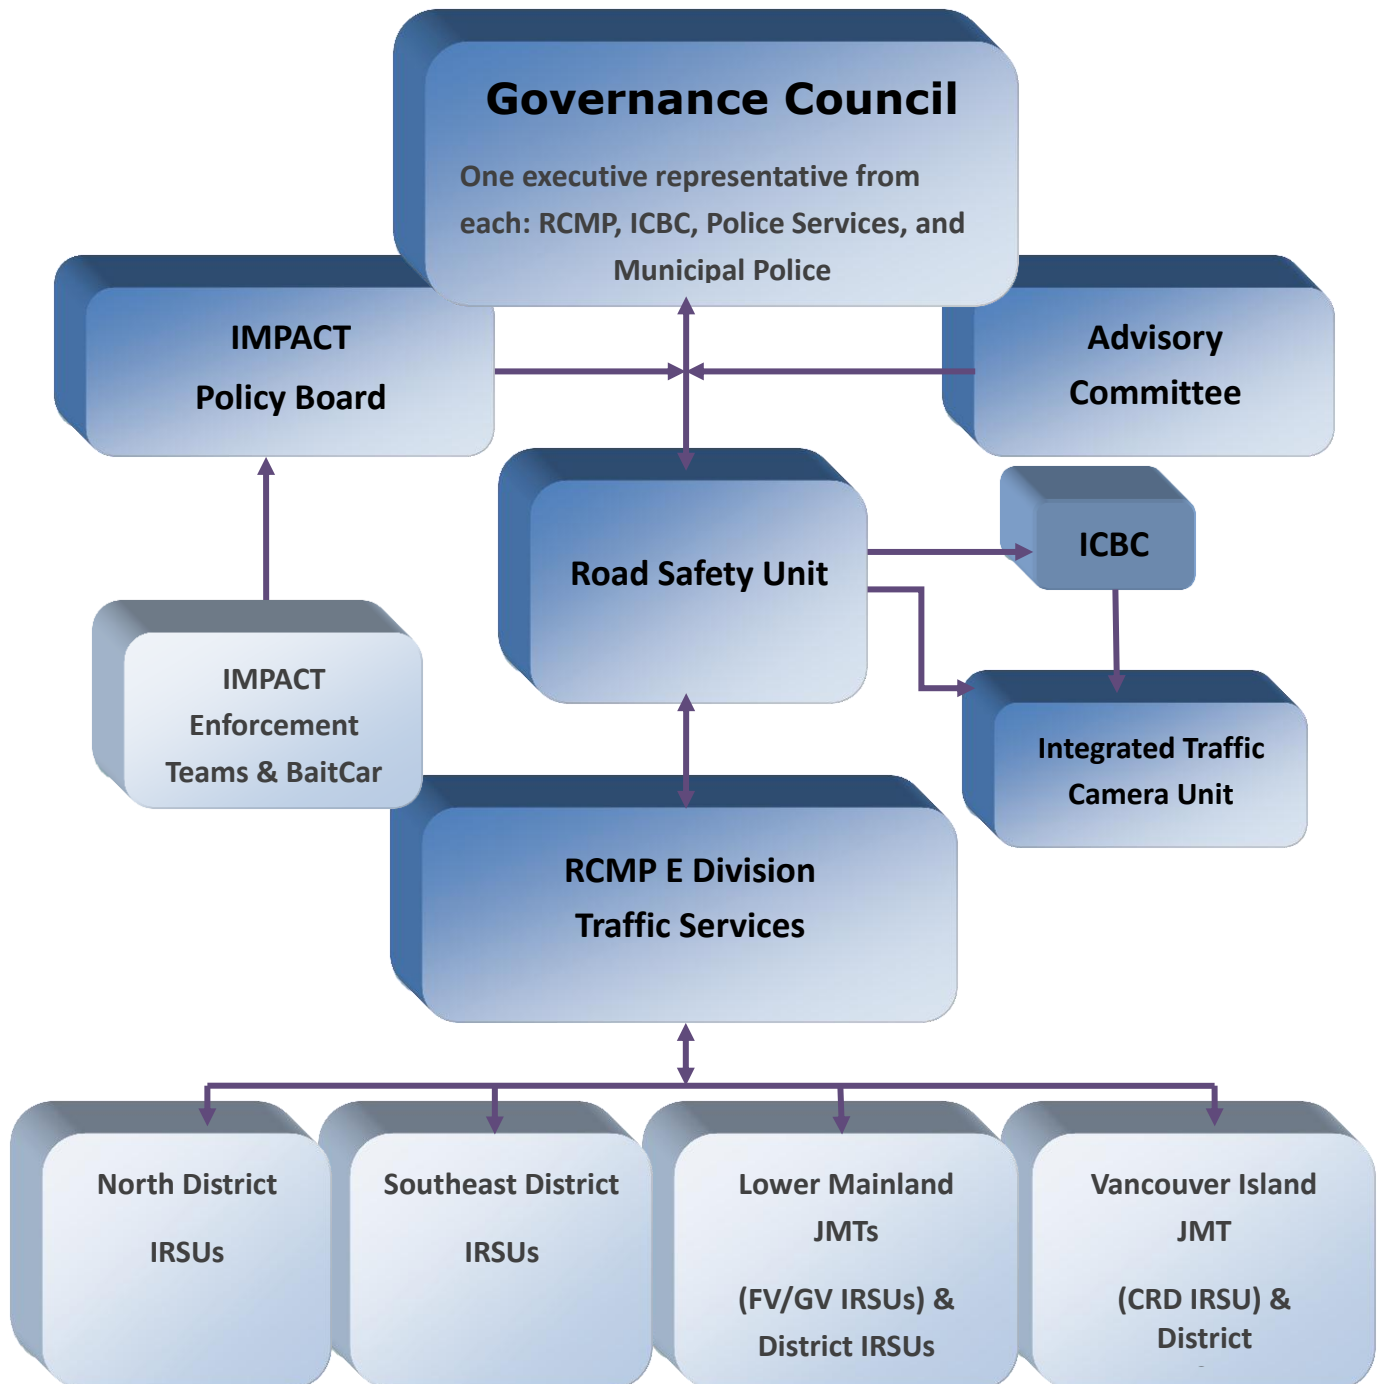 Governance Council
One executive representative from
each: RCMP, ICBC, Police Services, and
Municipal Police
IMPACT
Policy Board
Advisory
Committee
Road Safety Unit
ICBC
IMPACT
Enforcement
Teams & BaitCar
Integrated Traffic
Camera Unit
RCMP E Division
Traffic Services
North District
IRSUs
Southeast District
IRSUs
Lower Mainland
JMTs
(FV/GV IRSUs) &
District IRSUs
Vancouver Island
JMT
(CRD IRSU) &
District